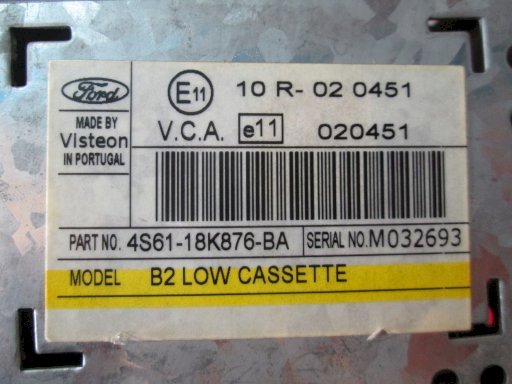 Ford
MADE BY
Visteon
IN PORTUGAL
E11 10 R- 02 0451
V.C.A. e11 020451
PART NO. 4S61-18K876-BA SERIAL NO. M032693
MODEL B2 LOW CASSETTE